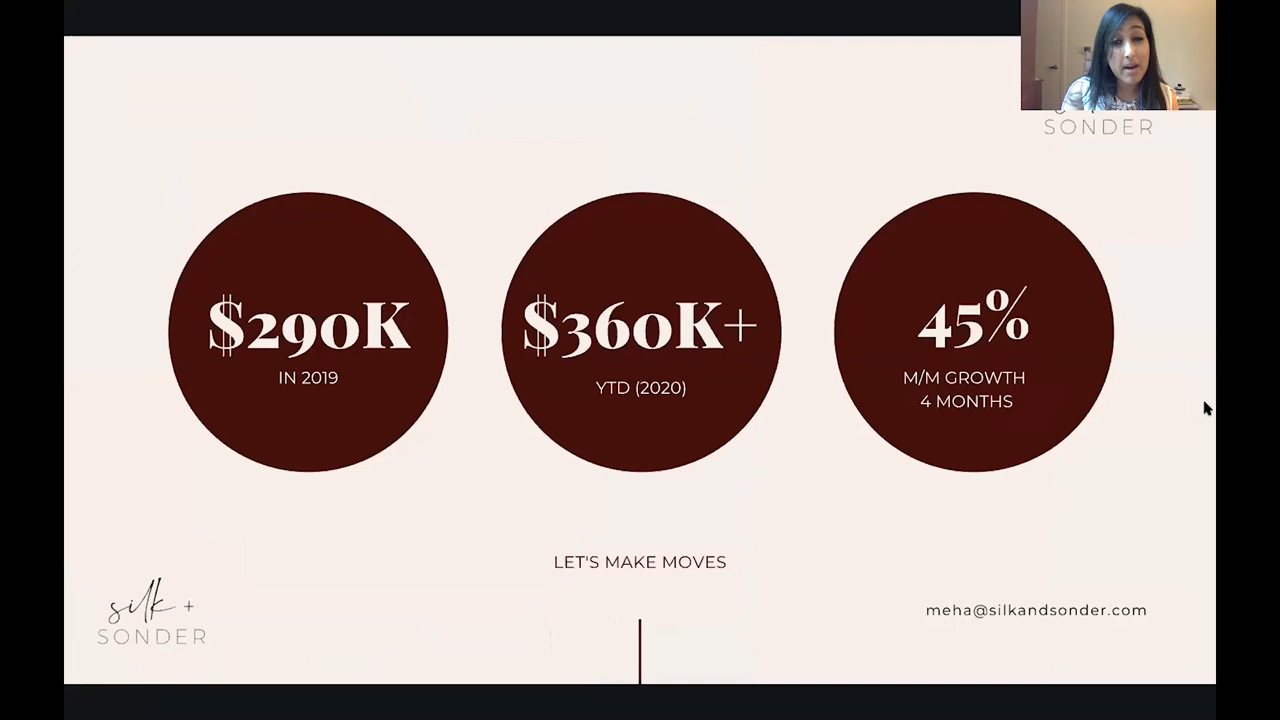 SONDER
$290K
IN 2019
$360K+
YTD (2020)
45%
M/M GROWTH
4 MONTHS
LET'S MAKE MOVES
silk +
SONDER
meha@silkandsonder.com